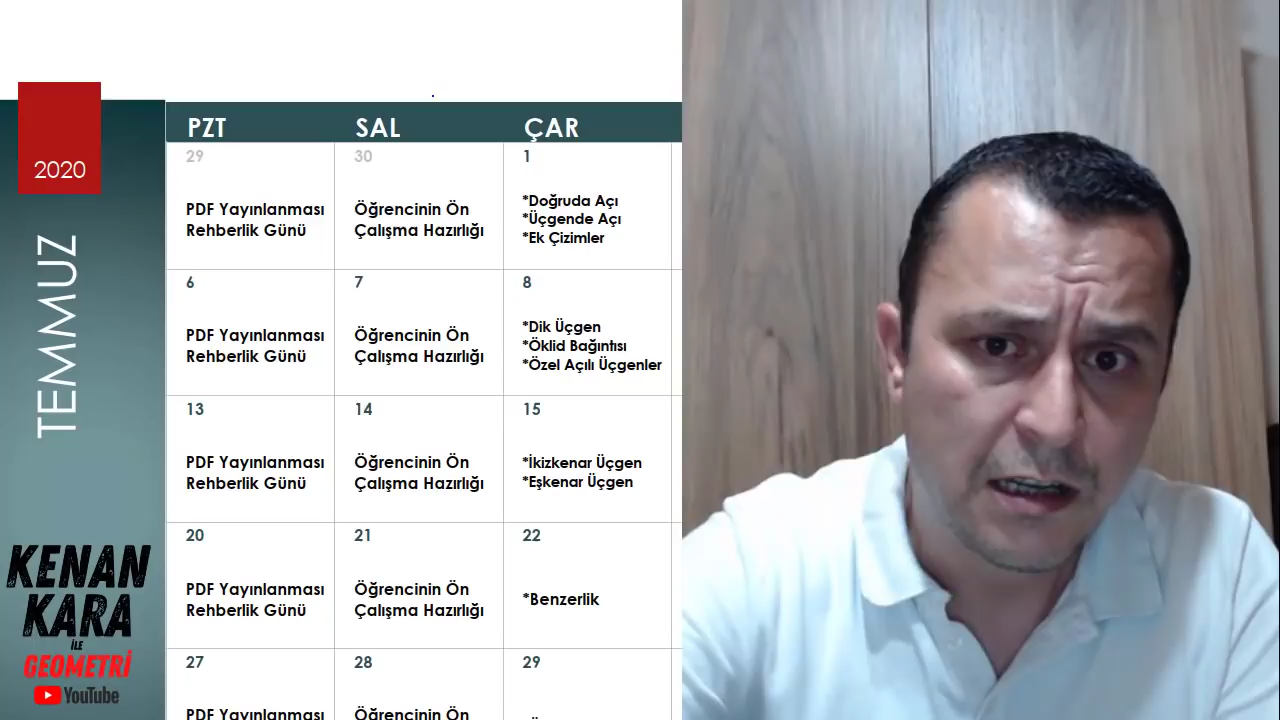 2020
TEMMUZ
PZT SAL ÇAR
29 30 1
PDF Yayınlanması
Rehberlik Günü
Öğrencinin Ön
Çalışma Hazırlığı
*Doğruda Açı
*Üçgende Açı
*Ek Çizimler
6 7 8
PDF Yayınlanması
Rehberlik Günü
Öğrencinin Ön
Çalışma Hazırlığı
*Dik Üçgen
*Öklid Bağıntısı
*Özel Açılı Üçgenler
13 14 15
PDF Yayınlanması
Rehberlik Günü
Öğrencinin Ön
Çalışma Hazırlığı
*İkizkenar Üçgen
*Eşkenar Üçgen
20 21 22
PDF Yayınlanması
Rehberlik Günü
Öğrencinin Ön
Çalışma Hazırlığı
*Benzerlik
27 28 29
PDF Yayınlanması
Öğrencinin Ön
KENAN
KARA
İLE
GEOMETRİ
YouTube